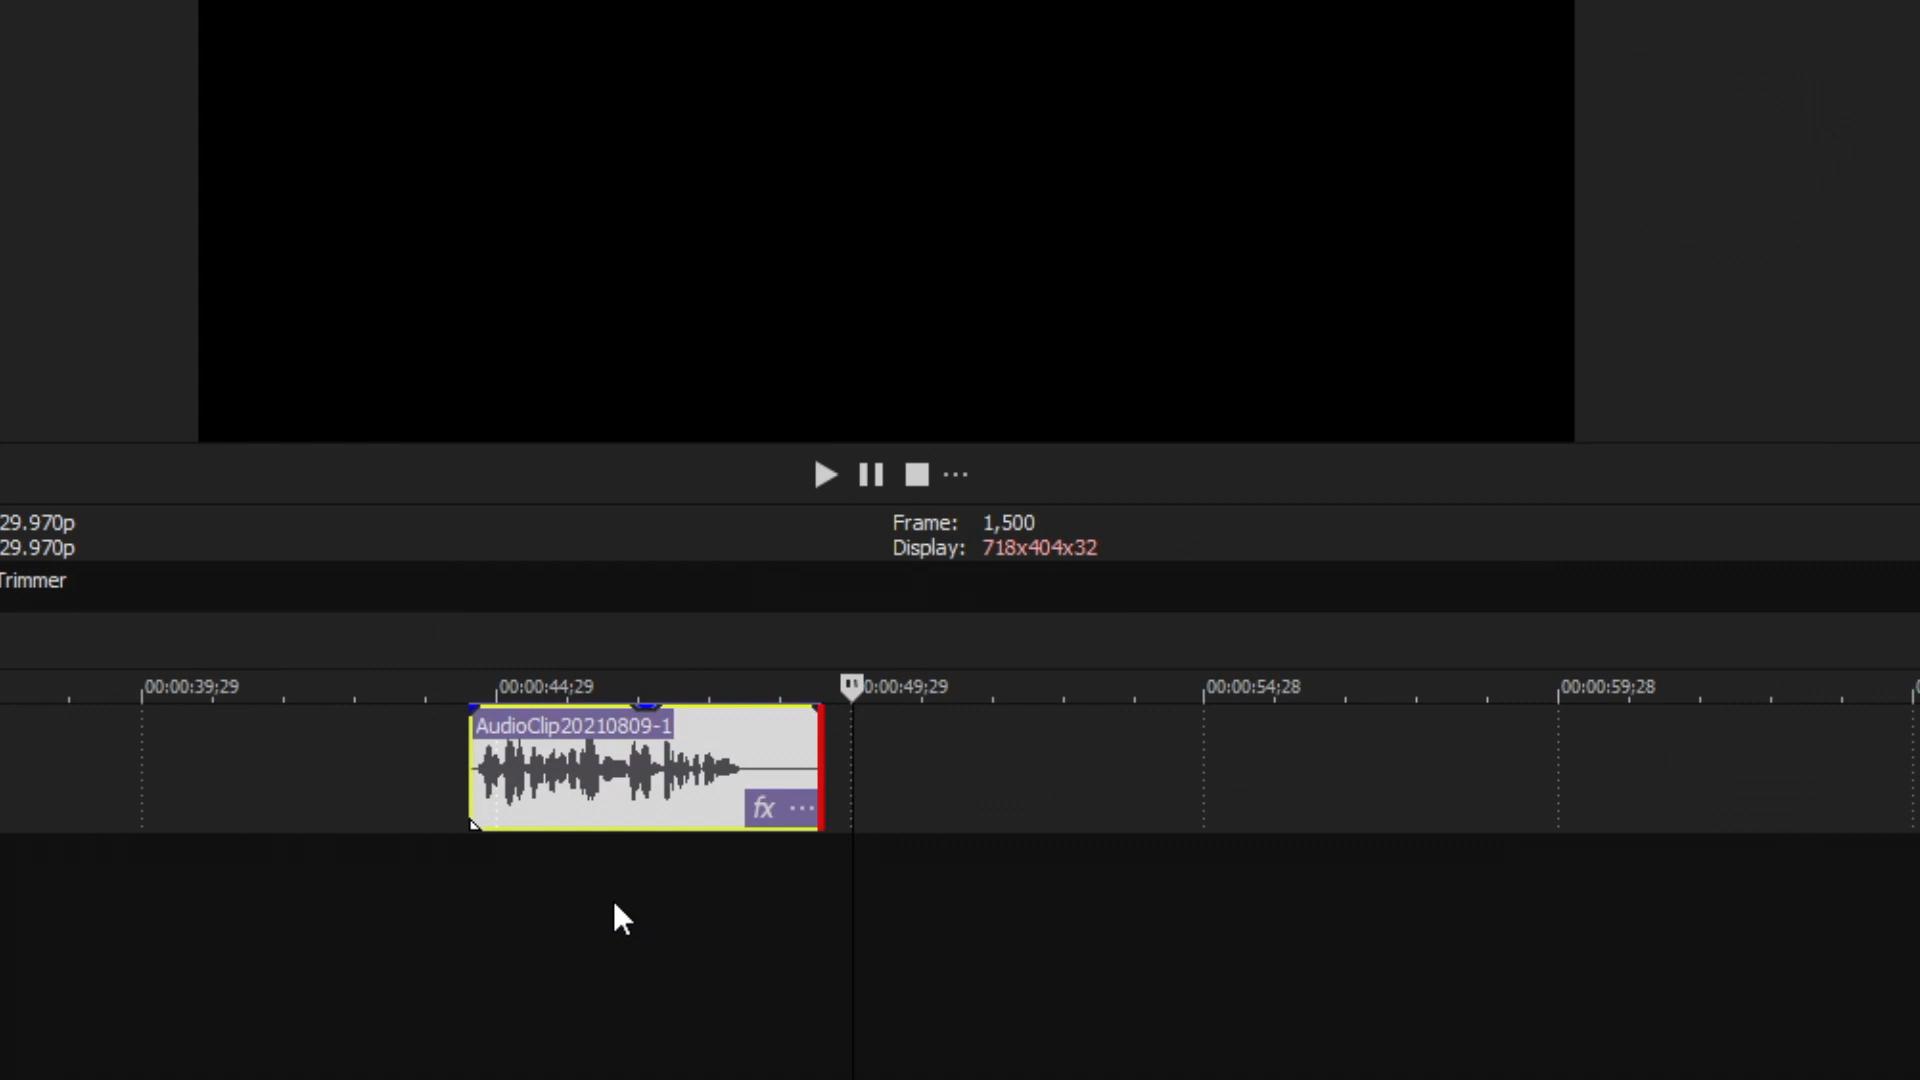 29.970p
29.970p
Frame: 1,500
Display: 718x404x32
Trimmer
00:00:39;29 00:00:44;29 0:00:49;29 00:00:54;28 00:00:59;28
AudioClip20210809-1
fx ...